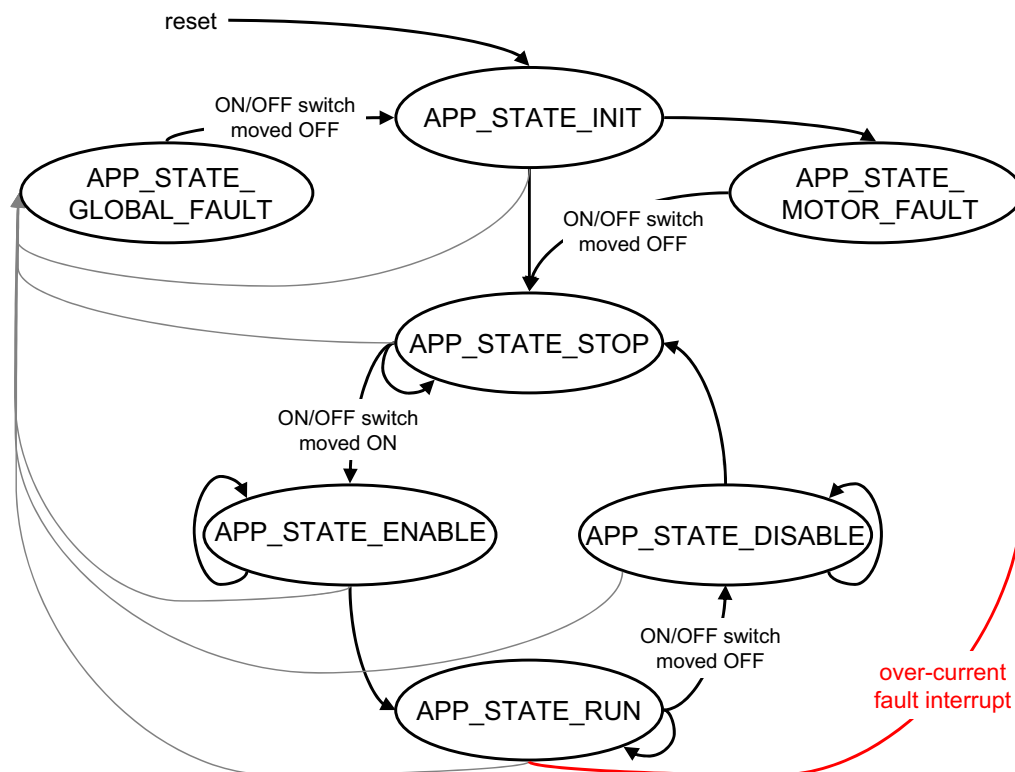 reset
ON/OFF switch
moved OFF
APP_STATE_INIT
APP_STATE_
GLOBAL_FAULT
APP_STATE_
MOTOR_FAULT
ON/OFF switch
moved OFF
APP_STATE_STOP
ON/OFF switch
moved ON
APP_STATE_ENABLE
APP_STATE_DISABLE
ON/OFF switch
moved OFF
over-current
fault interrupt
APP_STATE_RUN